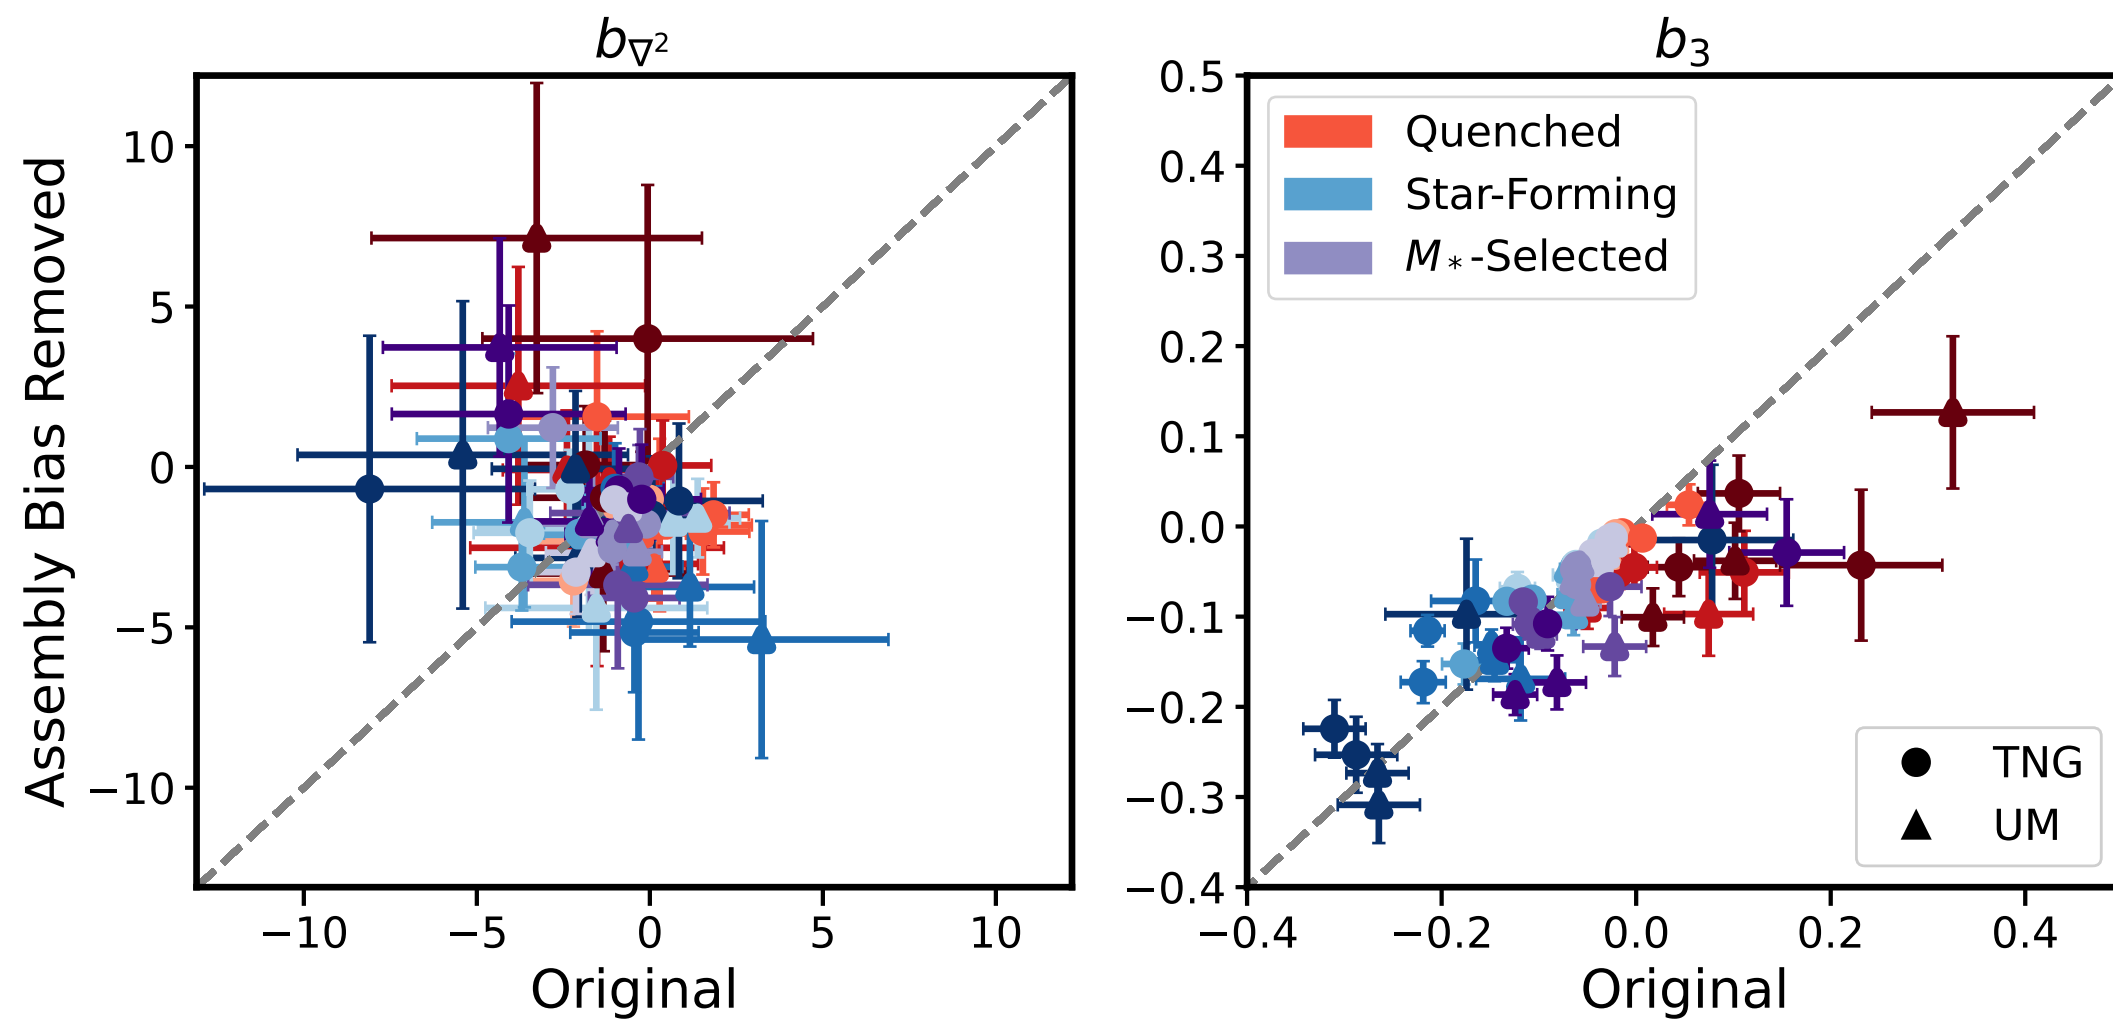 b∇²
b₃
Assembly Bias Removed
10
5
0
−5
−10
−10
−5
0
5
10
Original
0.5
0.4
0.3
0.2
0.1
0.0
−0.1
−0.2
−0.3
−0.4
Quenched
Star-Forming
M*-Selected
TNG
UM
−0.4
−0.2
0.0
0.2
0.4
Original